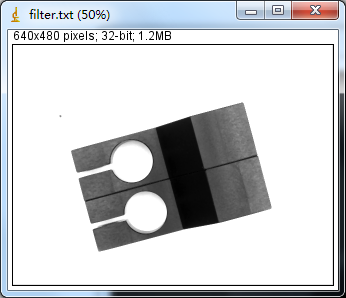 filter.txt (50%)
640x480 pixels; 32-bit; 1.2MB